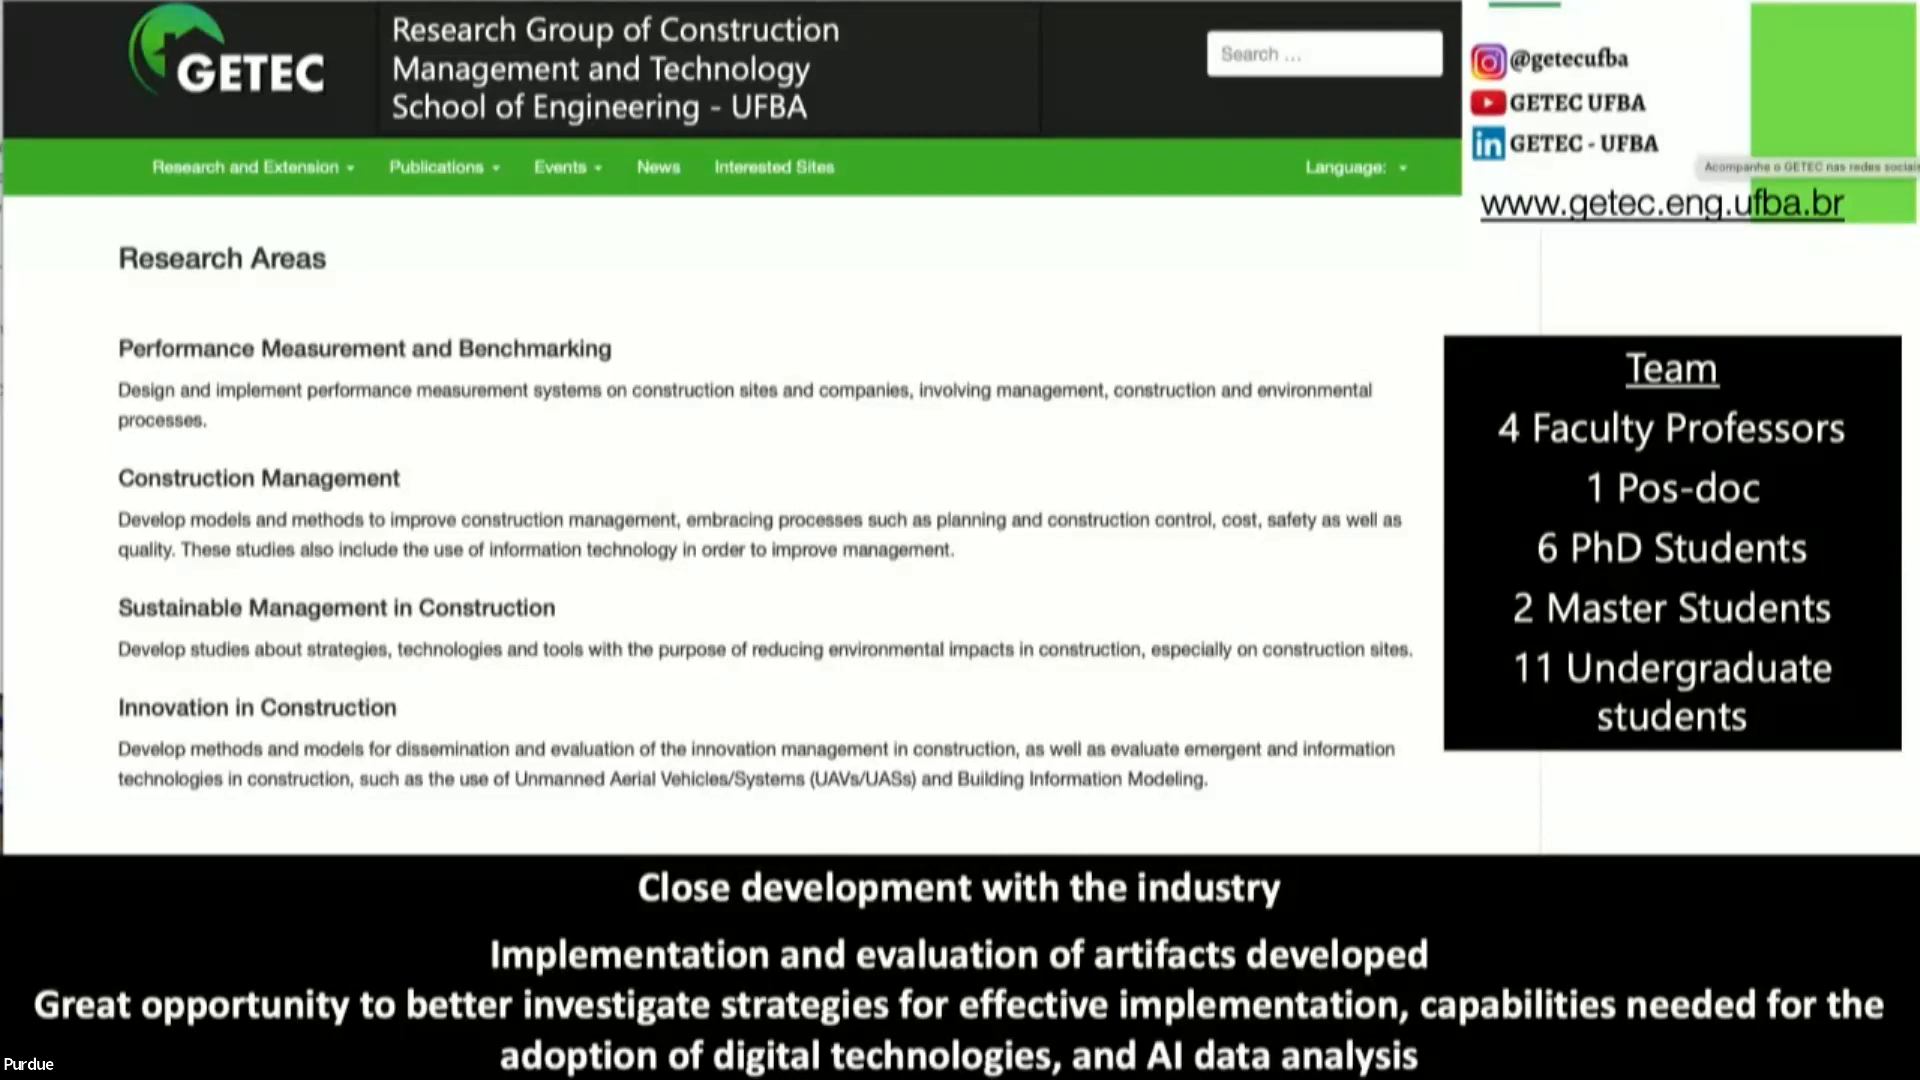 GETEC
Research Group of Construction
Management and Technology
School of Engineering - UFBA
Search ...
@getecufba
GETEC UFBA
in GETEC - UFBA
Acompanhe o GETEC nas redes sociais
www.getec.eng.ufba.br
Research and Extension
Publications
Events
News
Interested Sites
Language:
Research Areas
Performance Measurement and Benchmarking
Design and implement performance measurement systems on construction sites and companies, involving management, construction and environmental
processes.
Construction Management
Develop models and methods to improve construction management, embracing processes such as planning and construction control, cost, safety as well as
quality. These studies also include the use of information technology in order to improve management.
Sustainable Management in Construction
Develop studies about strategies, technologies and tools with the purpose of reducing environmental impacts in construction, especially on construction sites.
Innovation in Construction
Develop methods and models for dissemination and evaluation of the innovation management in construction, as well as evaluate emergent and information
technologies in construction, such as the use of Unmanned Aerial Vehicles/Systems (UAVs/UASs) and Building Information Modeling.
Team
4 Faculty Professors
1 Pos-doc
6 PhD Students
2 Master Students
11 Undergraduate
students
Close development with the industry
Implementation and evaluation of artifacts developed
Great opportunity to better investigate strategies for effective implementation, capabilities needed for the
adoption of digital technologies, and AI data analysis
Purdue